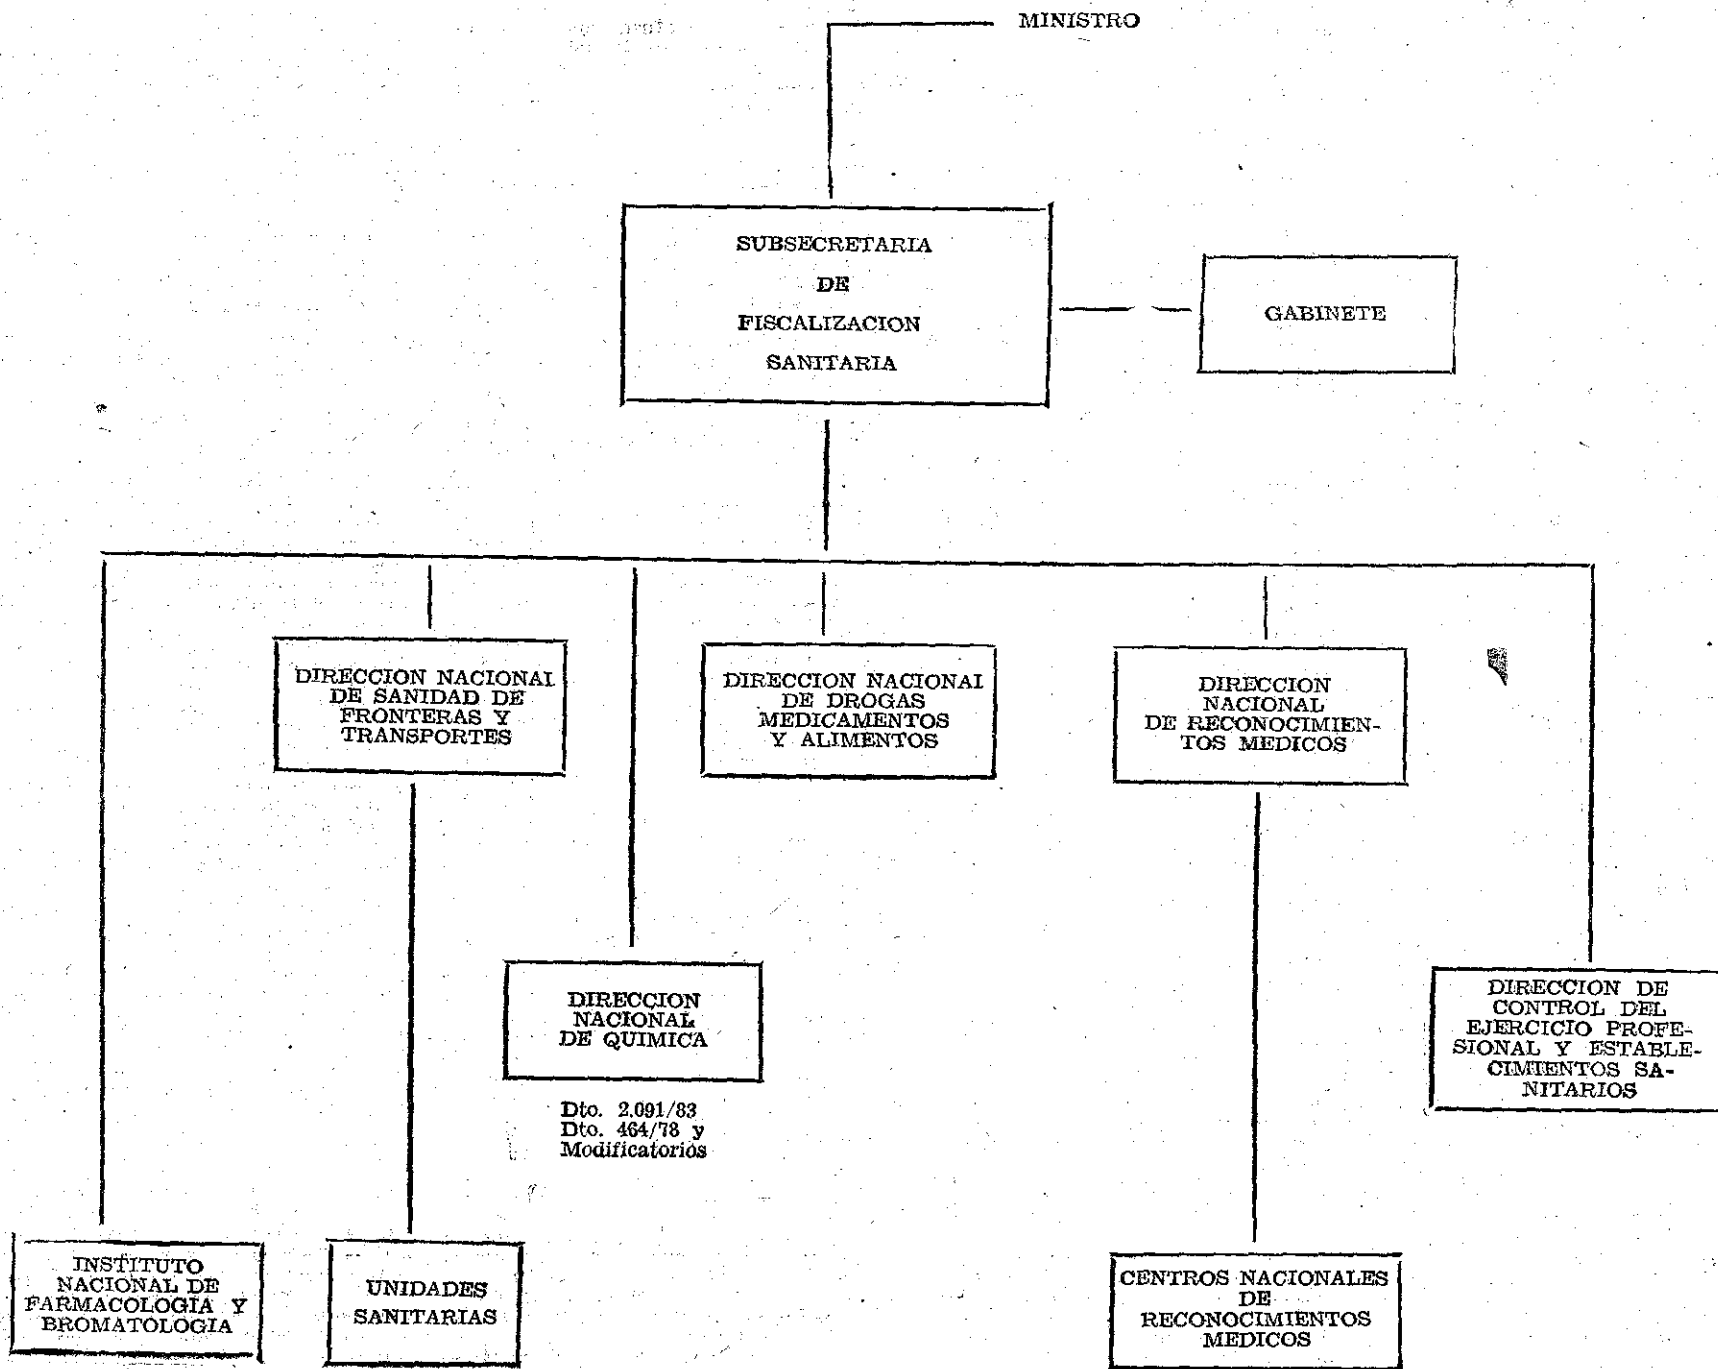 MINISTRO
SUBSECRETARIA
DE
FISCALIZACION
SANITARIA
GABINETE
DIRECCION NACIONAL
DE SANIDAD DE
FRONTERAS Y
TRANSPORTES
DIRECCION NACIONAL
DE DROGAS
MEDICAMENTOS
Y ALIMENTOS
DIRECCION
NACIONAL
DE RECONOCIMIEN-
TOS MEDICOS
DIRECCION
NACIONAL
DE QUIMICA
Dto. 2.091/83
Dto. 464/78 y
Modificatorios
DIRECCION DE
CONTROL DEL
EJERCICIO PROFE-
SIONAL Y ESTABLE-
CIMIENTOS SA-
NITARIOS
INSTITUTO
NACIONAL DE
FARMACOLOGIA Y
BROMATOLOGIA
UNIDADES
SANITARIAS
CENTROS NACIONALES
DE
RECONOCIMIENTOS
MEDICOS